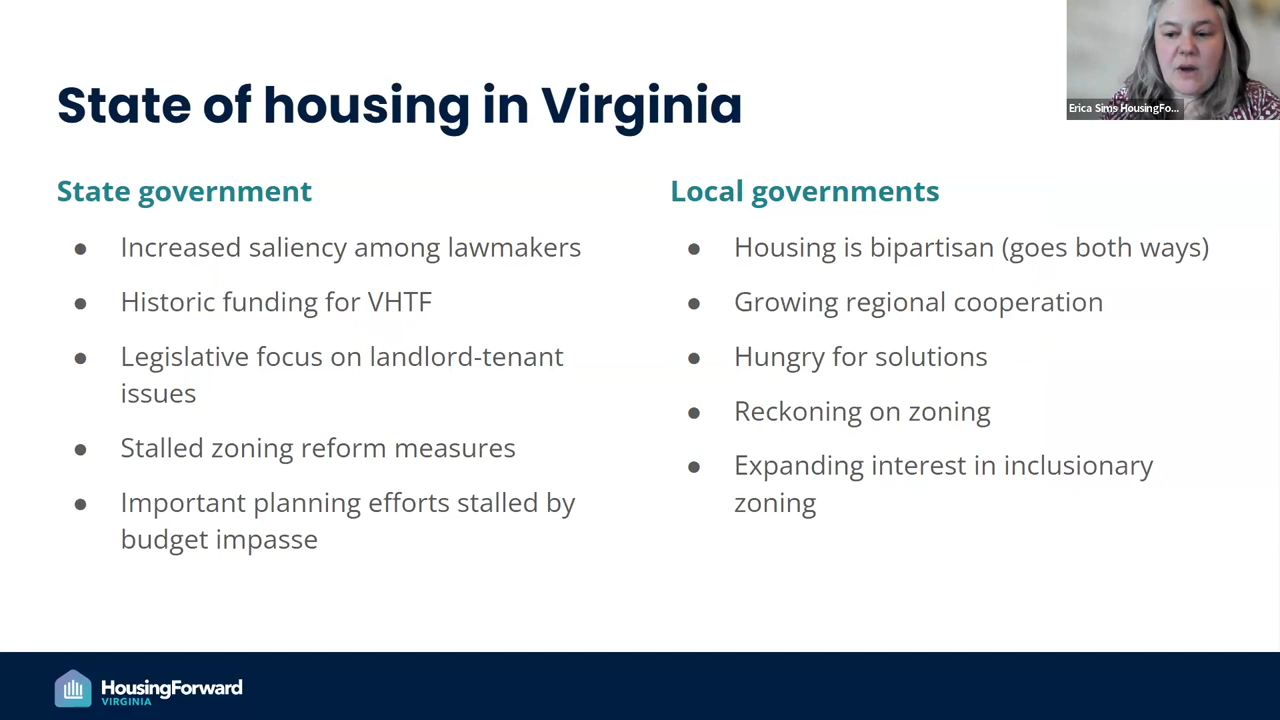 State of housing in Virginia
Erica Sims HousingFo...
State government
● Increased saliency among lawmakers
● Historic funding for VHTF
● Legislative focus on landlord-tenant
issues
● Stalled zoning reform measures
● Important planning efforts stalled by
budget impasse
Local governments
● Housing is bipartisan (goes both ways)
● Growing regional cooperation
● Hungry for solutions
● Reckoning on zoning
● Expanding interest in inclusionary
zoning
HousingForward
VIRGINIA